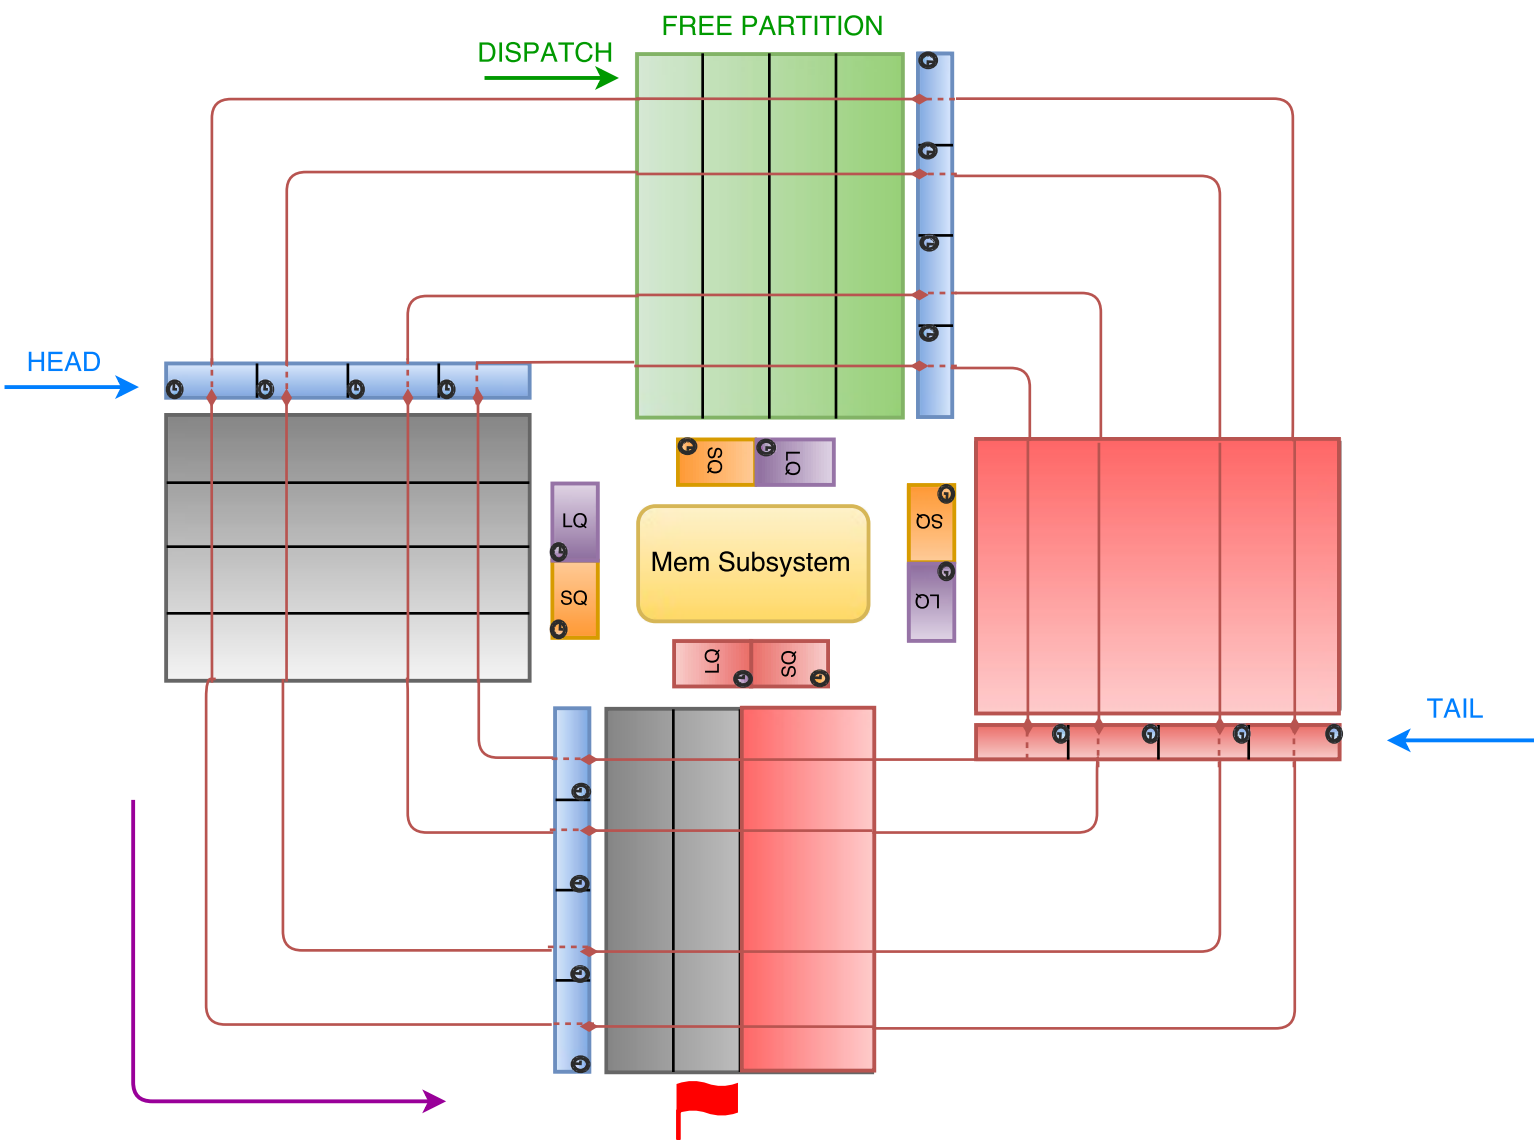 FREE PARTITION
DISPATCH
HEAD
SQ
LQ
LQ
SQ
Mem Subsystem
SQ
LQ
LQ
SQ
TAIL